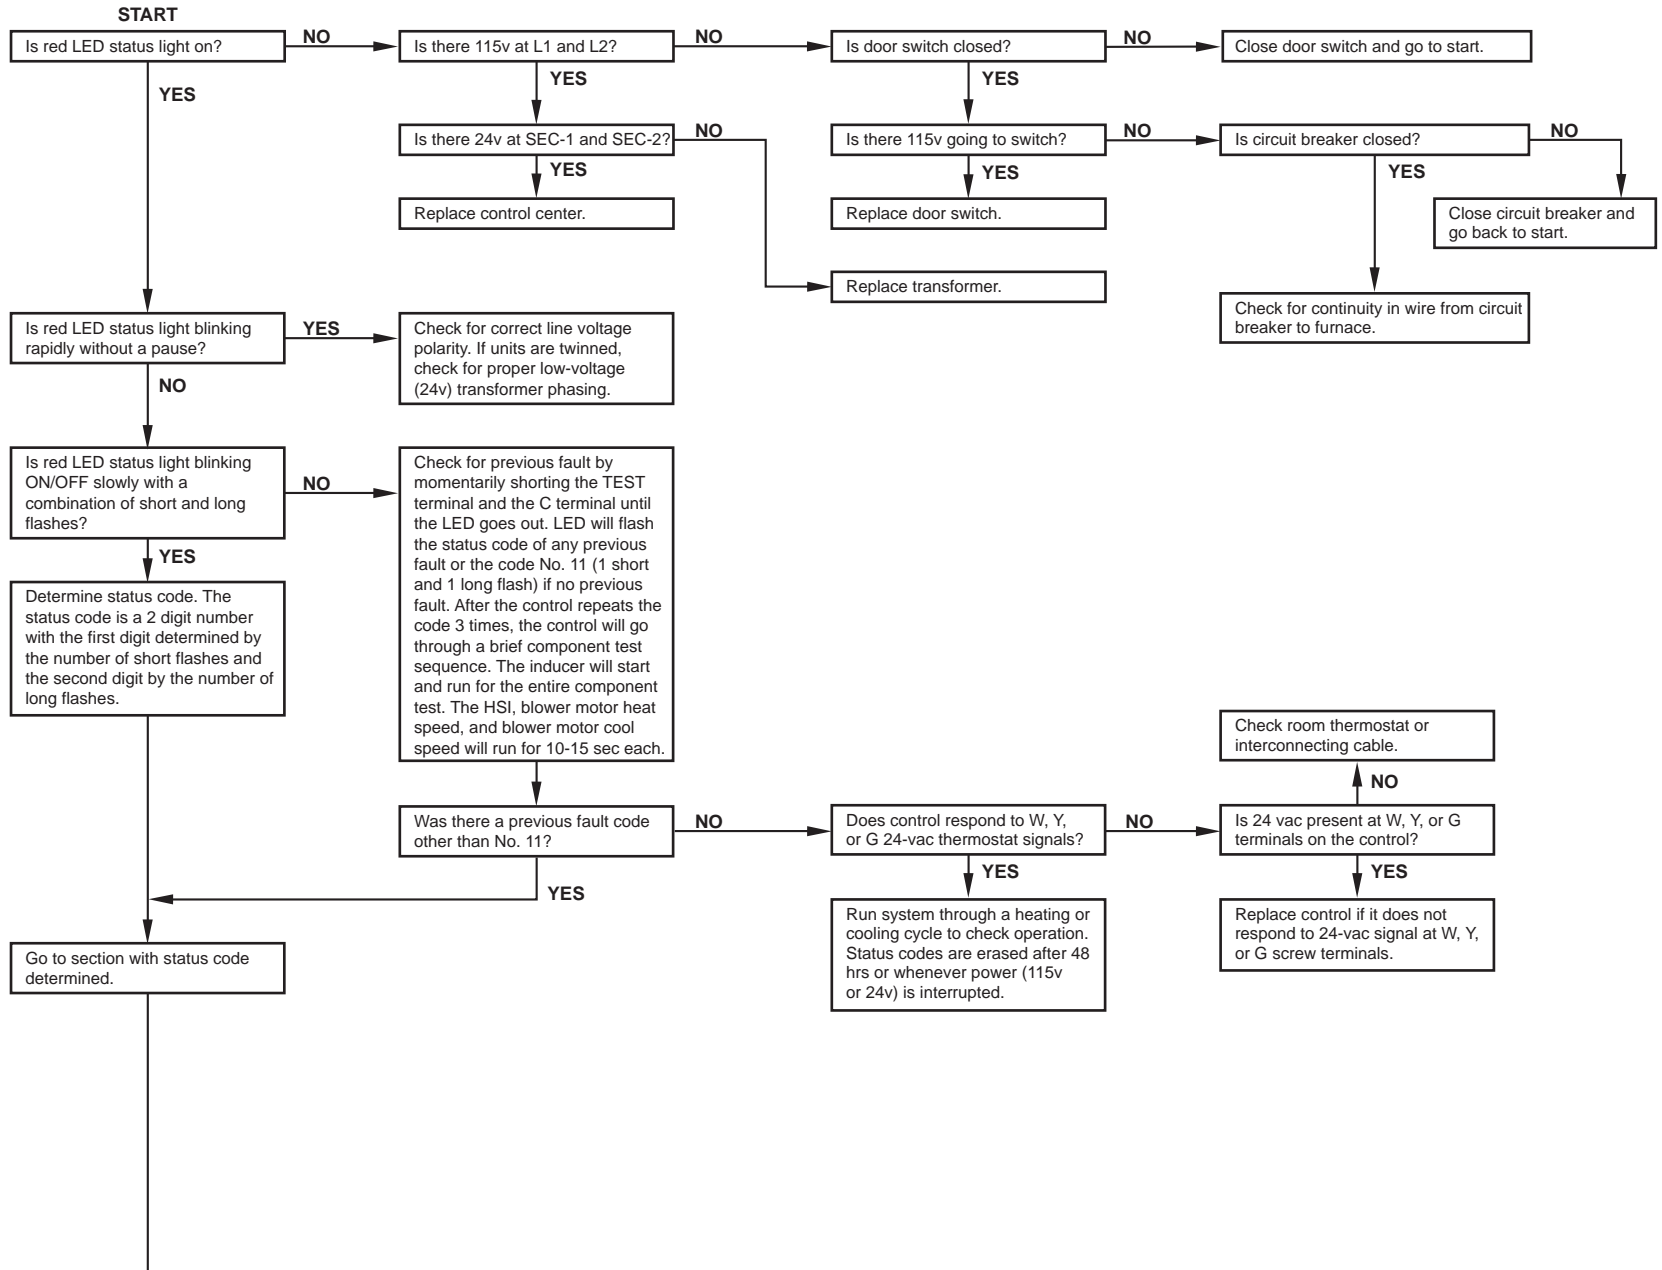 START
Is red LED status light on?
NO
Is there 115v at L1 and L2?
NO
Is door switch closed?
NO
Close door switch and go to start.
YES
YES
YES
Is there 24v at SEC-1 and SEC-2?
NO
Is there 115v going to switch?
NO
Is circuit breaker closed?
NO
YES
YES
YES
Replace control center.
Replace door switch.
Close circuit breaker and
go back to start.
Replace transformer.
Check for continuity in wire from circuit
breaker to furnace.
Is red LED status light blinking
rapidly without a pause?
YES
Check for correct line voltage
polarity. If units are twinned,
check for proper low-voltage
(24v) transformer phasing.
NO
Is red LED status light blinking
ON/OFF slowly with a
combination of short and long
flashes?
NO
Check for previous fault by
momentarily shorting the TEST
terminal and the C terminal until
the LED goes out. LED will flash
the status code of any previous
fault or the code No. 11 (1 short
and 1 long flash) if no previous
fault. After the control repeats the
code 3 times, the control will go
through a brief component test
sequence. The inducer will start
and run for the entire component
test. The HSI, blower motor heat
speed, and blower motor cool
speed will run for 10-15 sec each.
YES
Determine status code. The
status code is a 2 digit number
with the first digit determined by
the number of short flashes and
the second digit by the number of
long flashes.
Check room thermostat or
interconnecting cable.
NO
Was there a previous fault code
other than No. 11?
NO
Does control respond to W, Y,
or G 24-vac thermostat signals?
NO
Is 24 vac present at W, Y, or G
terminals on the control?
YES
YES
YES
Run system through a heating or
cooling cycle to check operation.
Status codes are erased after 48
hrs or whenever power (115v
or 24v) is interrupted.
Replace control if it does not
respond to 24-vac signal at W, Y,
or G screw terminals.
Go to section with status code
determined.